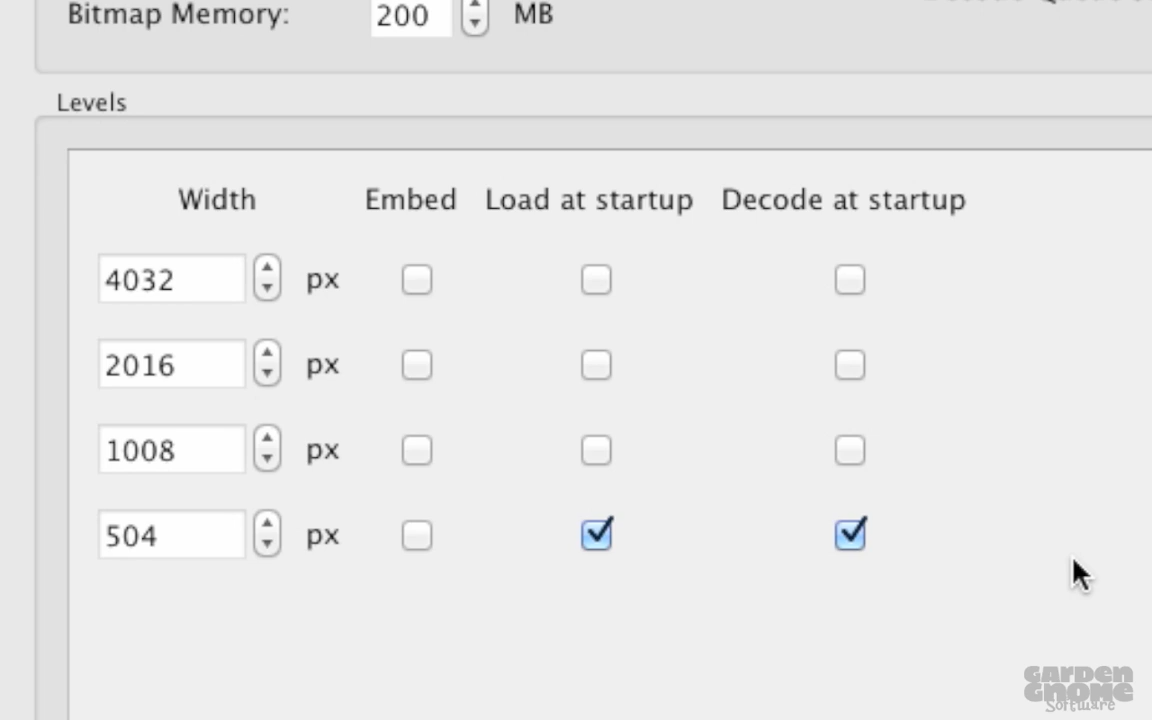 Bitmap Memory: 200 MB
Levels
Width Embed Load at startup Decode at startup
4032 px
2016 px
1008 px
504 px
GARDEN
GNOME
Software